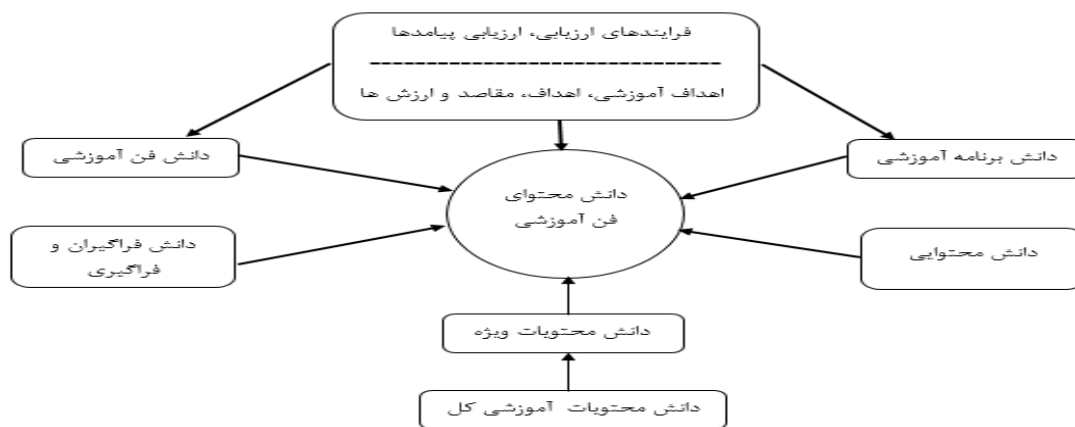 فرایندهای ارزیابی، ارزیابی پیامدها
--------------------------------
اهداف آموزشی، اهداف، مقاصد و ارزش ها
دانش برنامه آموزشی
دانش فن آموزشی
دانش محتوای
فن آموزشی
دانش محتوایی
دانش فراگیران و
فراگیری
دانش محتویات ویژه
دانش محتویات آموزشی کل